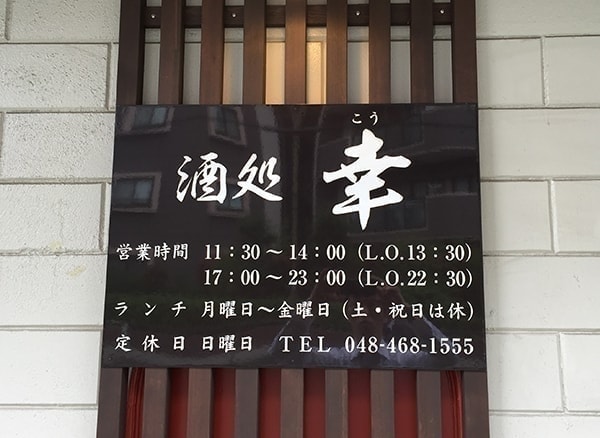 こう
酒処 幸
営業時間 11：30～14：00（L.O.13：30）
17：00～23：00（L.O.22：30）
ランチ 月曜日～金曜日（土・祝日は休）
定休日 日曜日 TEL 048-468-1555